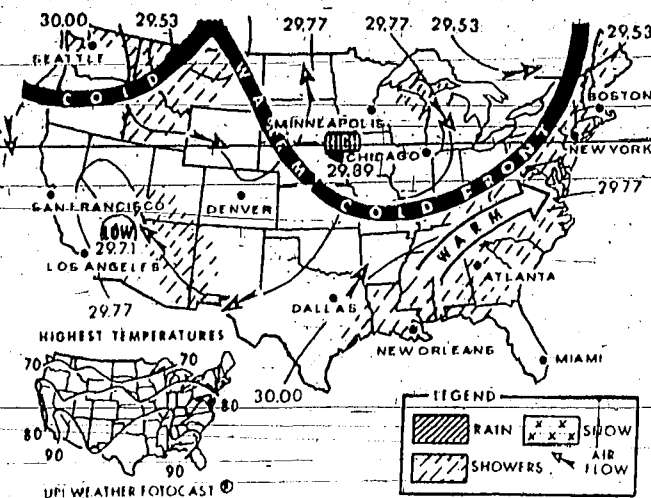 30.00 29.53 29.77 29.77 29.53 29.53
SEATTLE
COLD WARM COLD FRONT
BOSTON
MINNEAPOLIS
HIGH
NEW YORK
CHICAGO
29.89
29.77
SAN FRANCISCO
DENVER
WARM
LOW
29.71
LOS ANGELES
ATLANTA
29.77
DALLAS
HIGHEST TEMPERATURES
NEW ORLEANS
MIAMI
70 70
30.00
80
80
90
90
LEGEND
RAIN SNOW
SHOWERS AIR FLOW
UPI WEATHER FOTOCAST ®